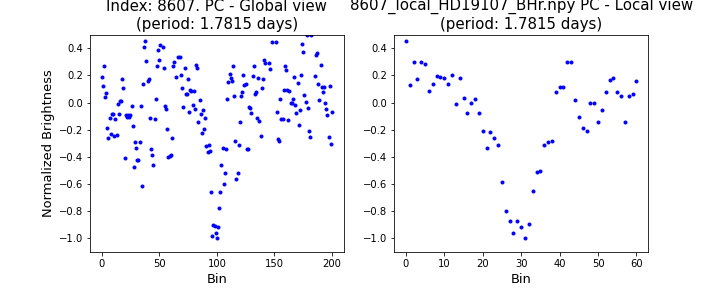 Index: 8607. PC - Global view
(period: 1.7815 days)
8607_local_HD19107_BHr.npy PC - Local view
(period: 1.7815 days)
Normalized Brightness
0.4
0.2
0.0
−0.2
−0.4
−0.6
−0.8
−1.0
0 50 100 150 200
Bin
0.4
0.2
0.0
−0.2
−0.4
−0.6
−0.8
−1.0
0 10 20 30 40 50 60
Bin